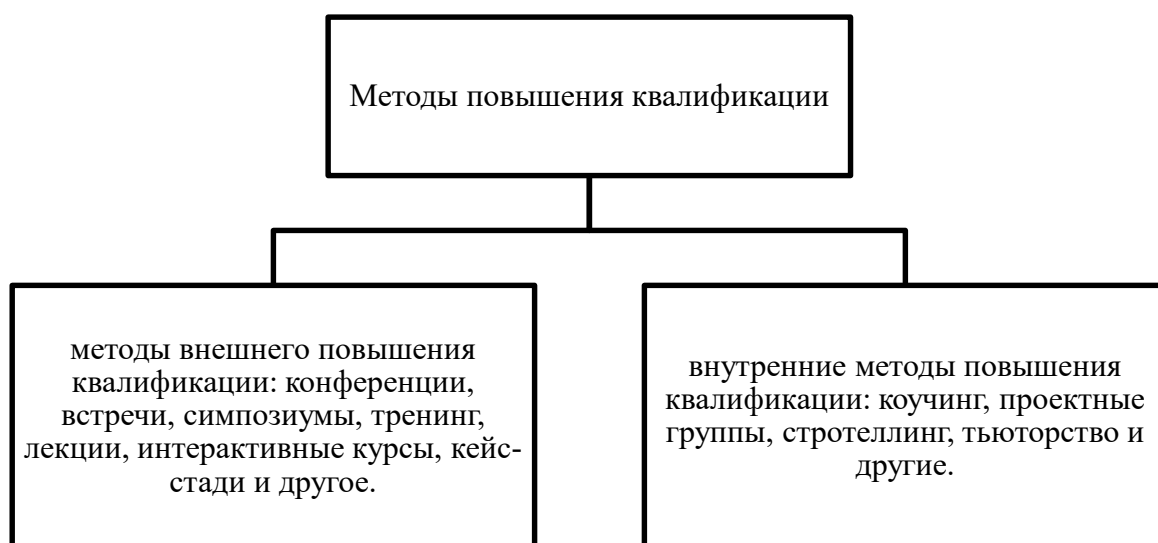 Методы повышения квалификации
методы внешнего повышения
квалификации: конференции,
встречи, симпозиумы, тренинг,
лекции, интерактивные курсы, кейс-
стади и другое.
внутренние методы повышения
квалификации: коучинг, проектные
группы, стротеллинг, тьюторство и
другие.